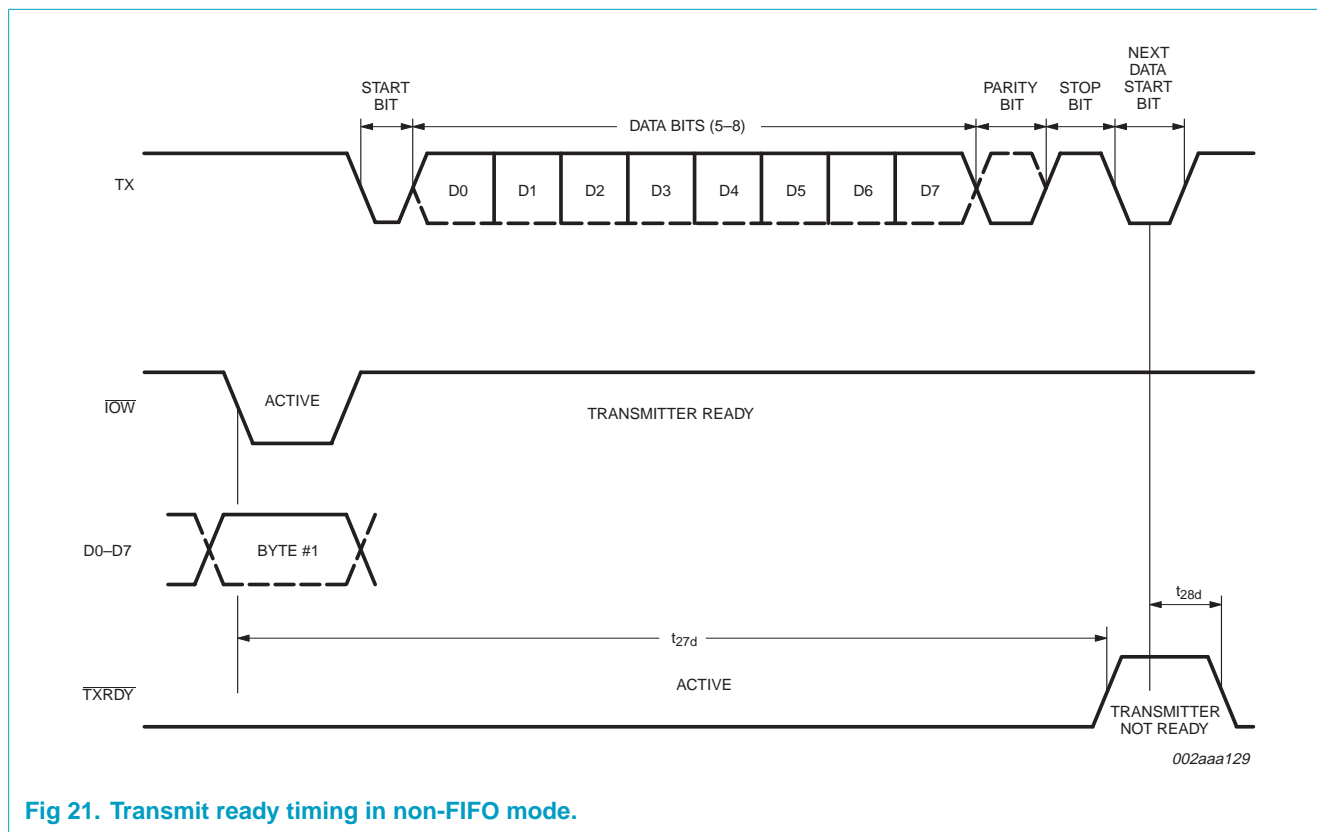 START
BIT
DATA BITS (5–8)
PARITY
BIT
STOP
BIT
NEXT
DATA
START
BIT
TX
D0
D1
D2
D3
D4
D5
D6
D7
IOW
ACTIVE
TRANSMITTER READY
D0–D7
BYTE #1
t28d
t27d
TXRDY
ACTIVE
TRANSMITTER
NOT READY
002aaa129
Fig 21. Transmit ready timing in non-FIFO mode.